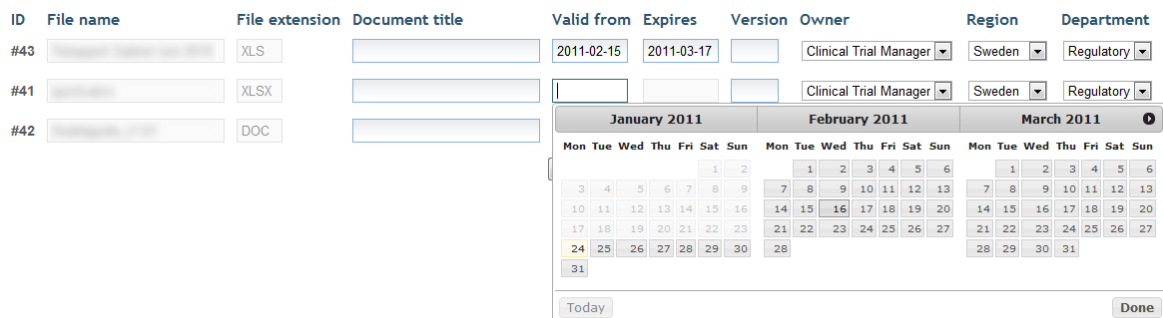 ID File name File extension Document title Valid from Expires Version Owner Region Department
#43 XLS 2011-02-15 2011-03-17 Clinical Trial Manager Sweden Regulatory
#41 XLSX Clinical Trial Manager Sweden Regulatory
#42 DOC
January 2011 February 2011 March 2011
Mon Tue Wed Thu Fri Sat Sun Mon Tue Wed Thu Fri Sat Sun Mon Tue Wed Thu Fri Sat Sun
1 2 1 2 3 4 5 6 1 2 3 4 5 6
3 4 5 6 7 8 9 7 8 9 10 11 12 13 7 8 9 10 11 12 13
10 11 12 13 14 15 16 14 15 16 17 18 19 20 14 15 16 17 18 19 20
17 18 19 20 21 22 23 21 22 23 24 25 26 27 21 22 23 24 25 26 27
24 25 26 27 28 29 30 28 28 29 30 31
31
Today Done